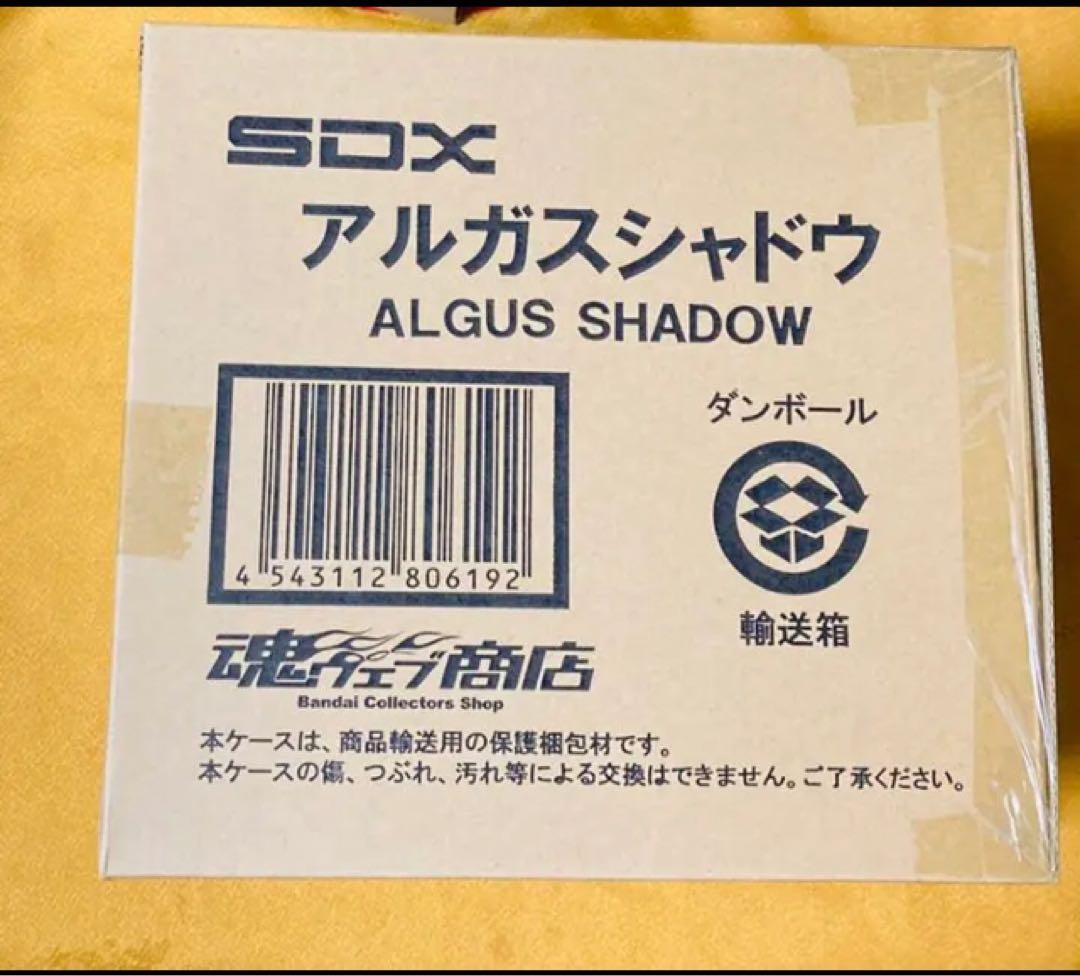 SDX
アルガスシャドウ
ALGUS SHADOW
ダンボール
4 543112 806192
輸送箱
魂ウェブ商店
Bandai Collectors Shop
本ケースは、商品輸送用の保護梱包材です。
本ケースの傷、つぶれ、汚れ等による交換はできません。ご了承ください。